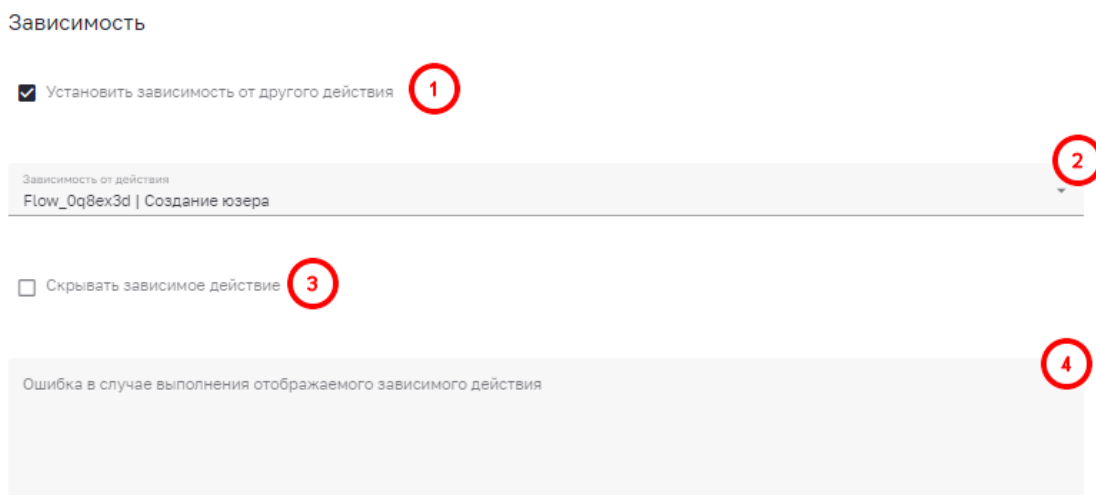 Зависимость
Установить зависимость от другого действия
1
2
Зависимость от действия
Flow_0q8ex3d | Создание юзера
Скрывать зависимое действие
3
4
Ошибка в случае выполнения отображаемого зависимого действия